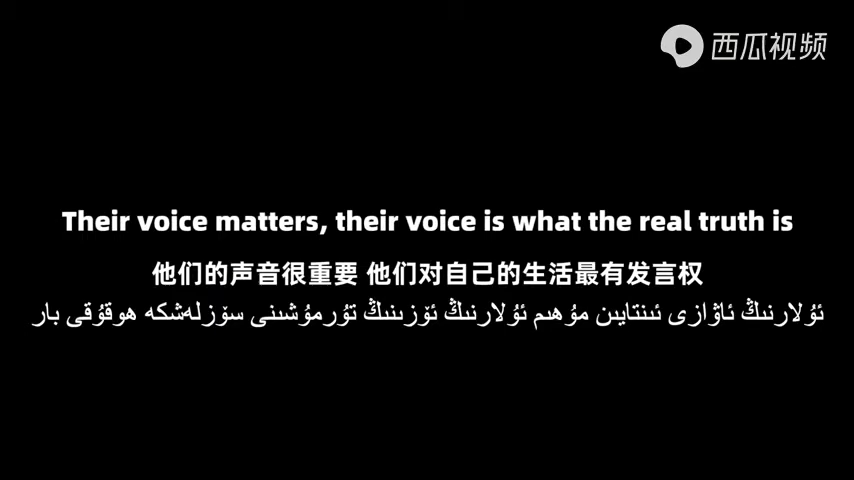 西瓜视频
Their voice matters, their voice is what the real truth is
他们的声音很重要 他们对自己的生活最有发言权
ئۇلارنىڭ ئاۋازى ئىنتايىن مۇھىم ئۇلارنىڭ ئۆزىنىڭ تۇرمۇشىنى سۆزلەشكە ھوقۇقى بار